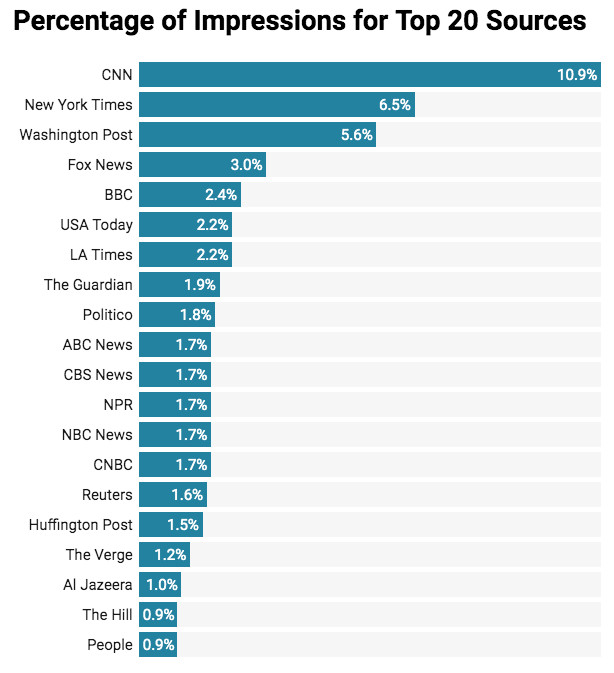 Percentage of Impressions for Top 20 Sources
CNN 10.9%
New York Times 6.5%
Washington Post 5.6%
Fox News 3.0%
BBC 2.4%
USA Today 2.2%
LA Times 2.2%
The Guardian 1.9%
Politico 1.8%
ABC News 1.7%
CBS News 1.7%
NPR 1.7%
NBC News 1.7%
CNBC 1.7%
Reuters 1.6%
Huffington Post 1.5%
The Verge 1.2%
Al Jazeera 1.0%
The Hill 0.9%
People 0.9%